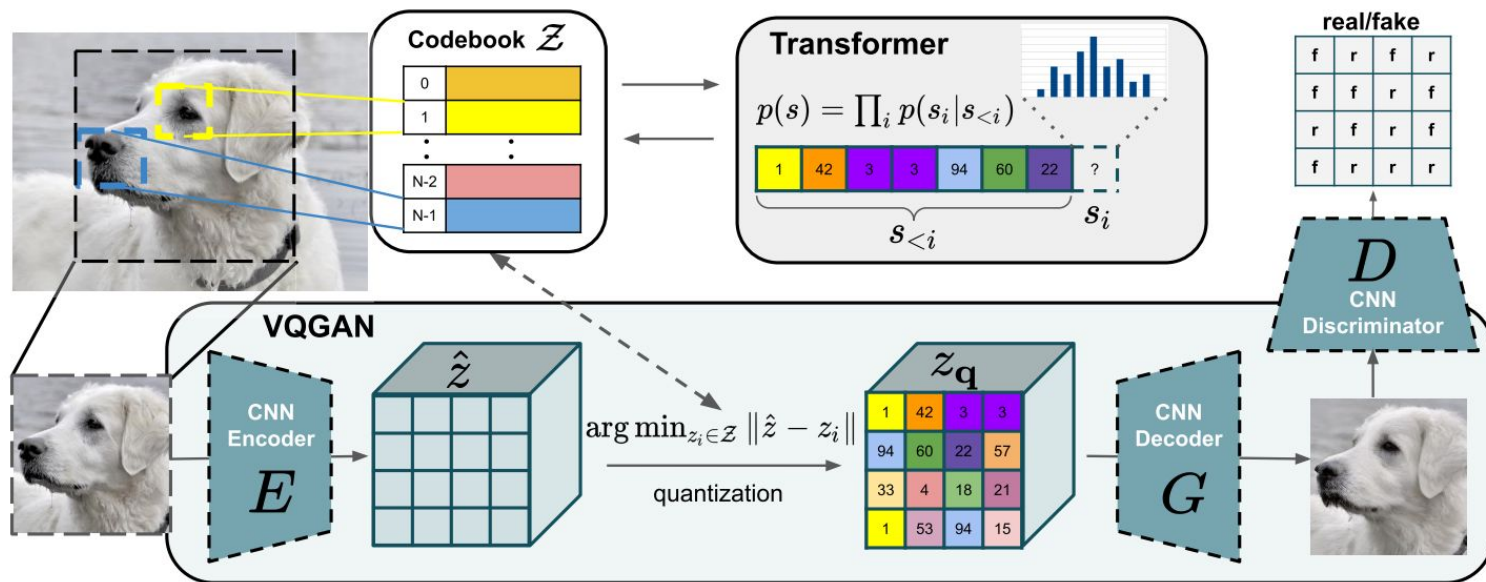 Codebook 𝒵
0
1
N-2
N-1
Transformer
p(s) = ∏ᵢ p(sᵢ|s<ᵢ)
1 42 3 3 94 60 22 ?
s<ᵢ
sᵢ
real/fake
f r f r
f f r f
r f r f
f r r r
D
CNN
Discriminator
VQGAN
CNN
Encoder
E
ẑ
arg min_{zᵢ∈𝒵} ‖ẑ − zᵢ‖
quantization
z_q
1 42 3 3
94 60 22 57
33 4 18 21
1 53 94 15
CNN
Decoder
G